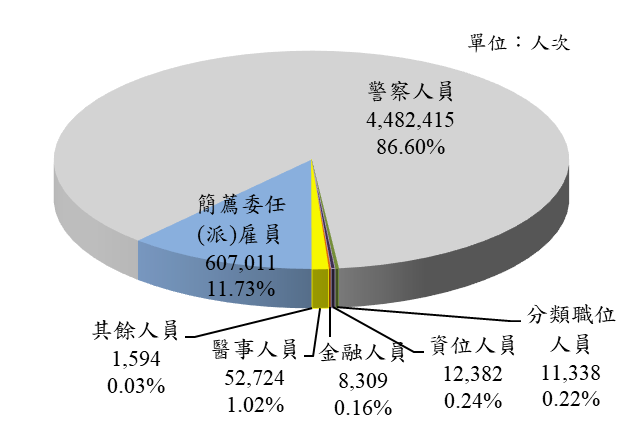 單位：人次
警察人員
4,482,415
86.60%
簡薦委任
(派)雇員
607,011
11.73%
其餘人員
1,594
0.03%
醫事人員
52,724
1.02%
金融人員
8,309
0.16%
資位人員
12,382
0.24%
分類職位
人員
11,338
0.22%